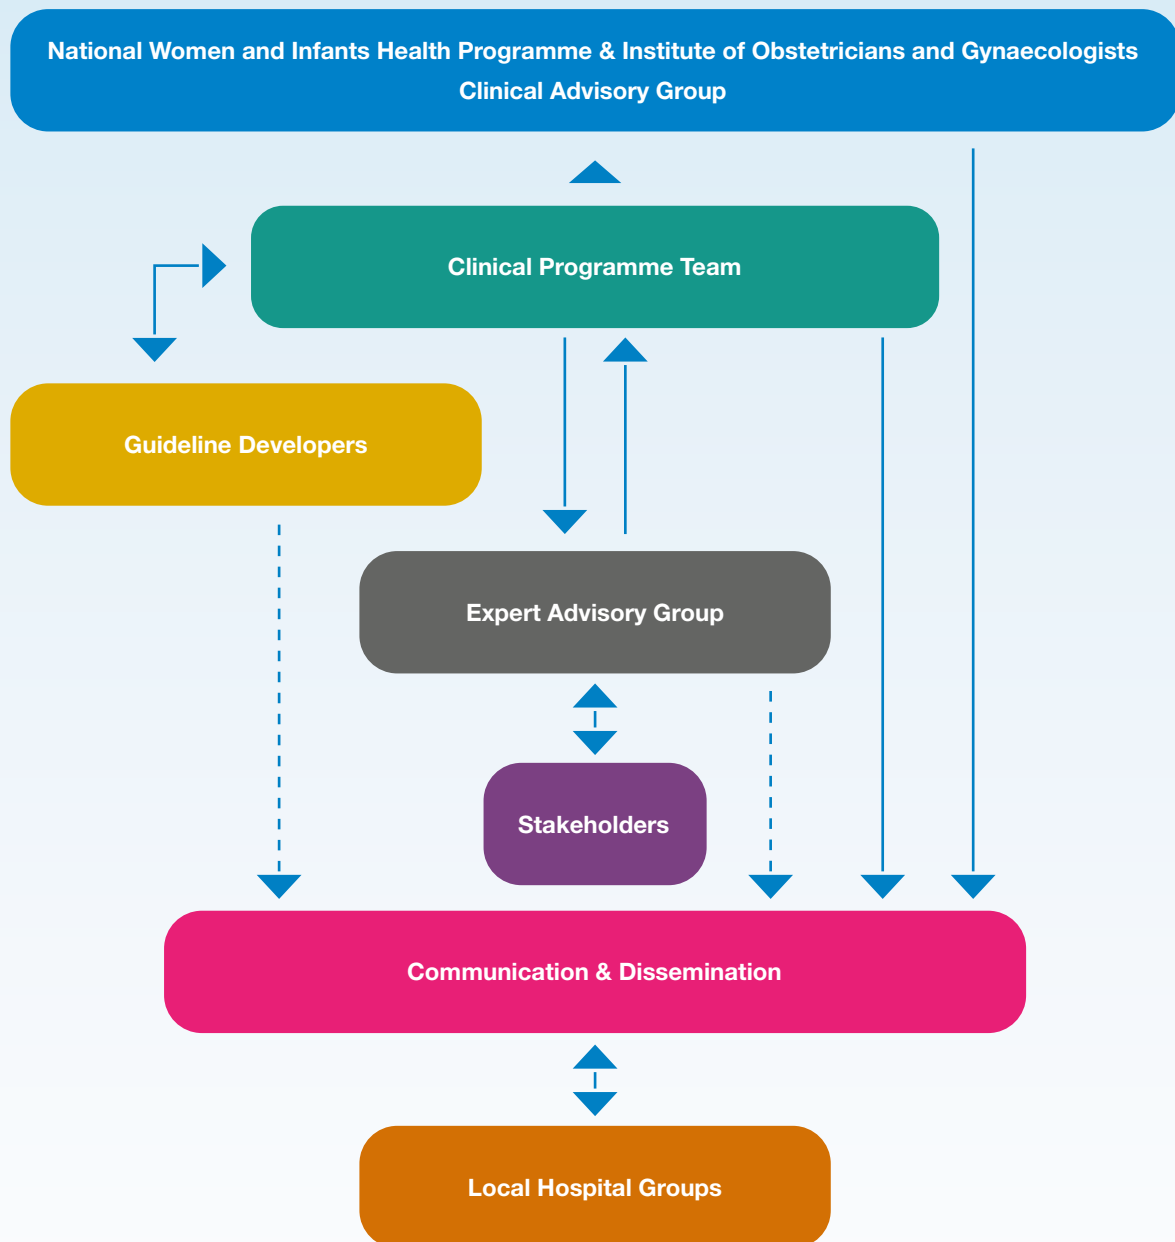 National Women and Infants Health Programme & Institute of Obstetricians and Gynaecologists
Clinical Advisory Group
Clinical Programme Team
Guideline Developers
Expert Advisory Group
Stakeholders
Communication & Dissemination
Local Hospital Groups